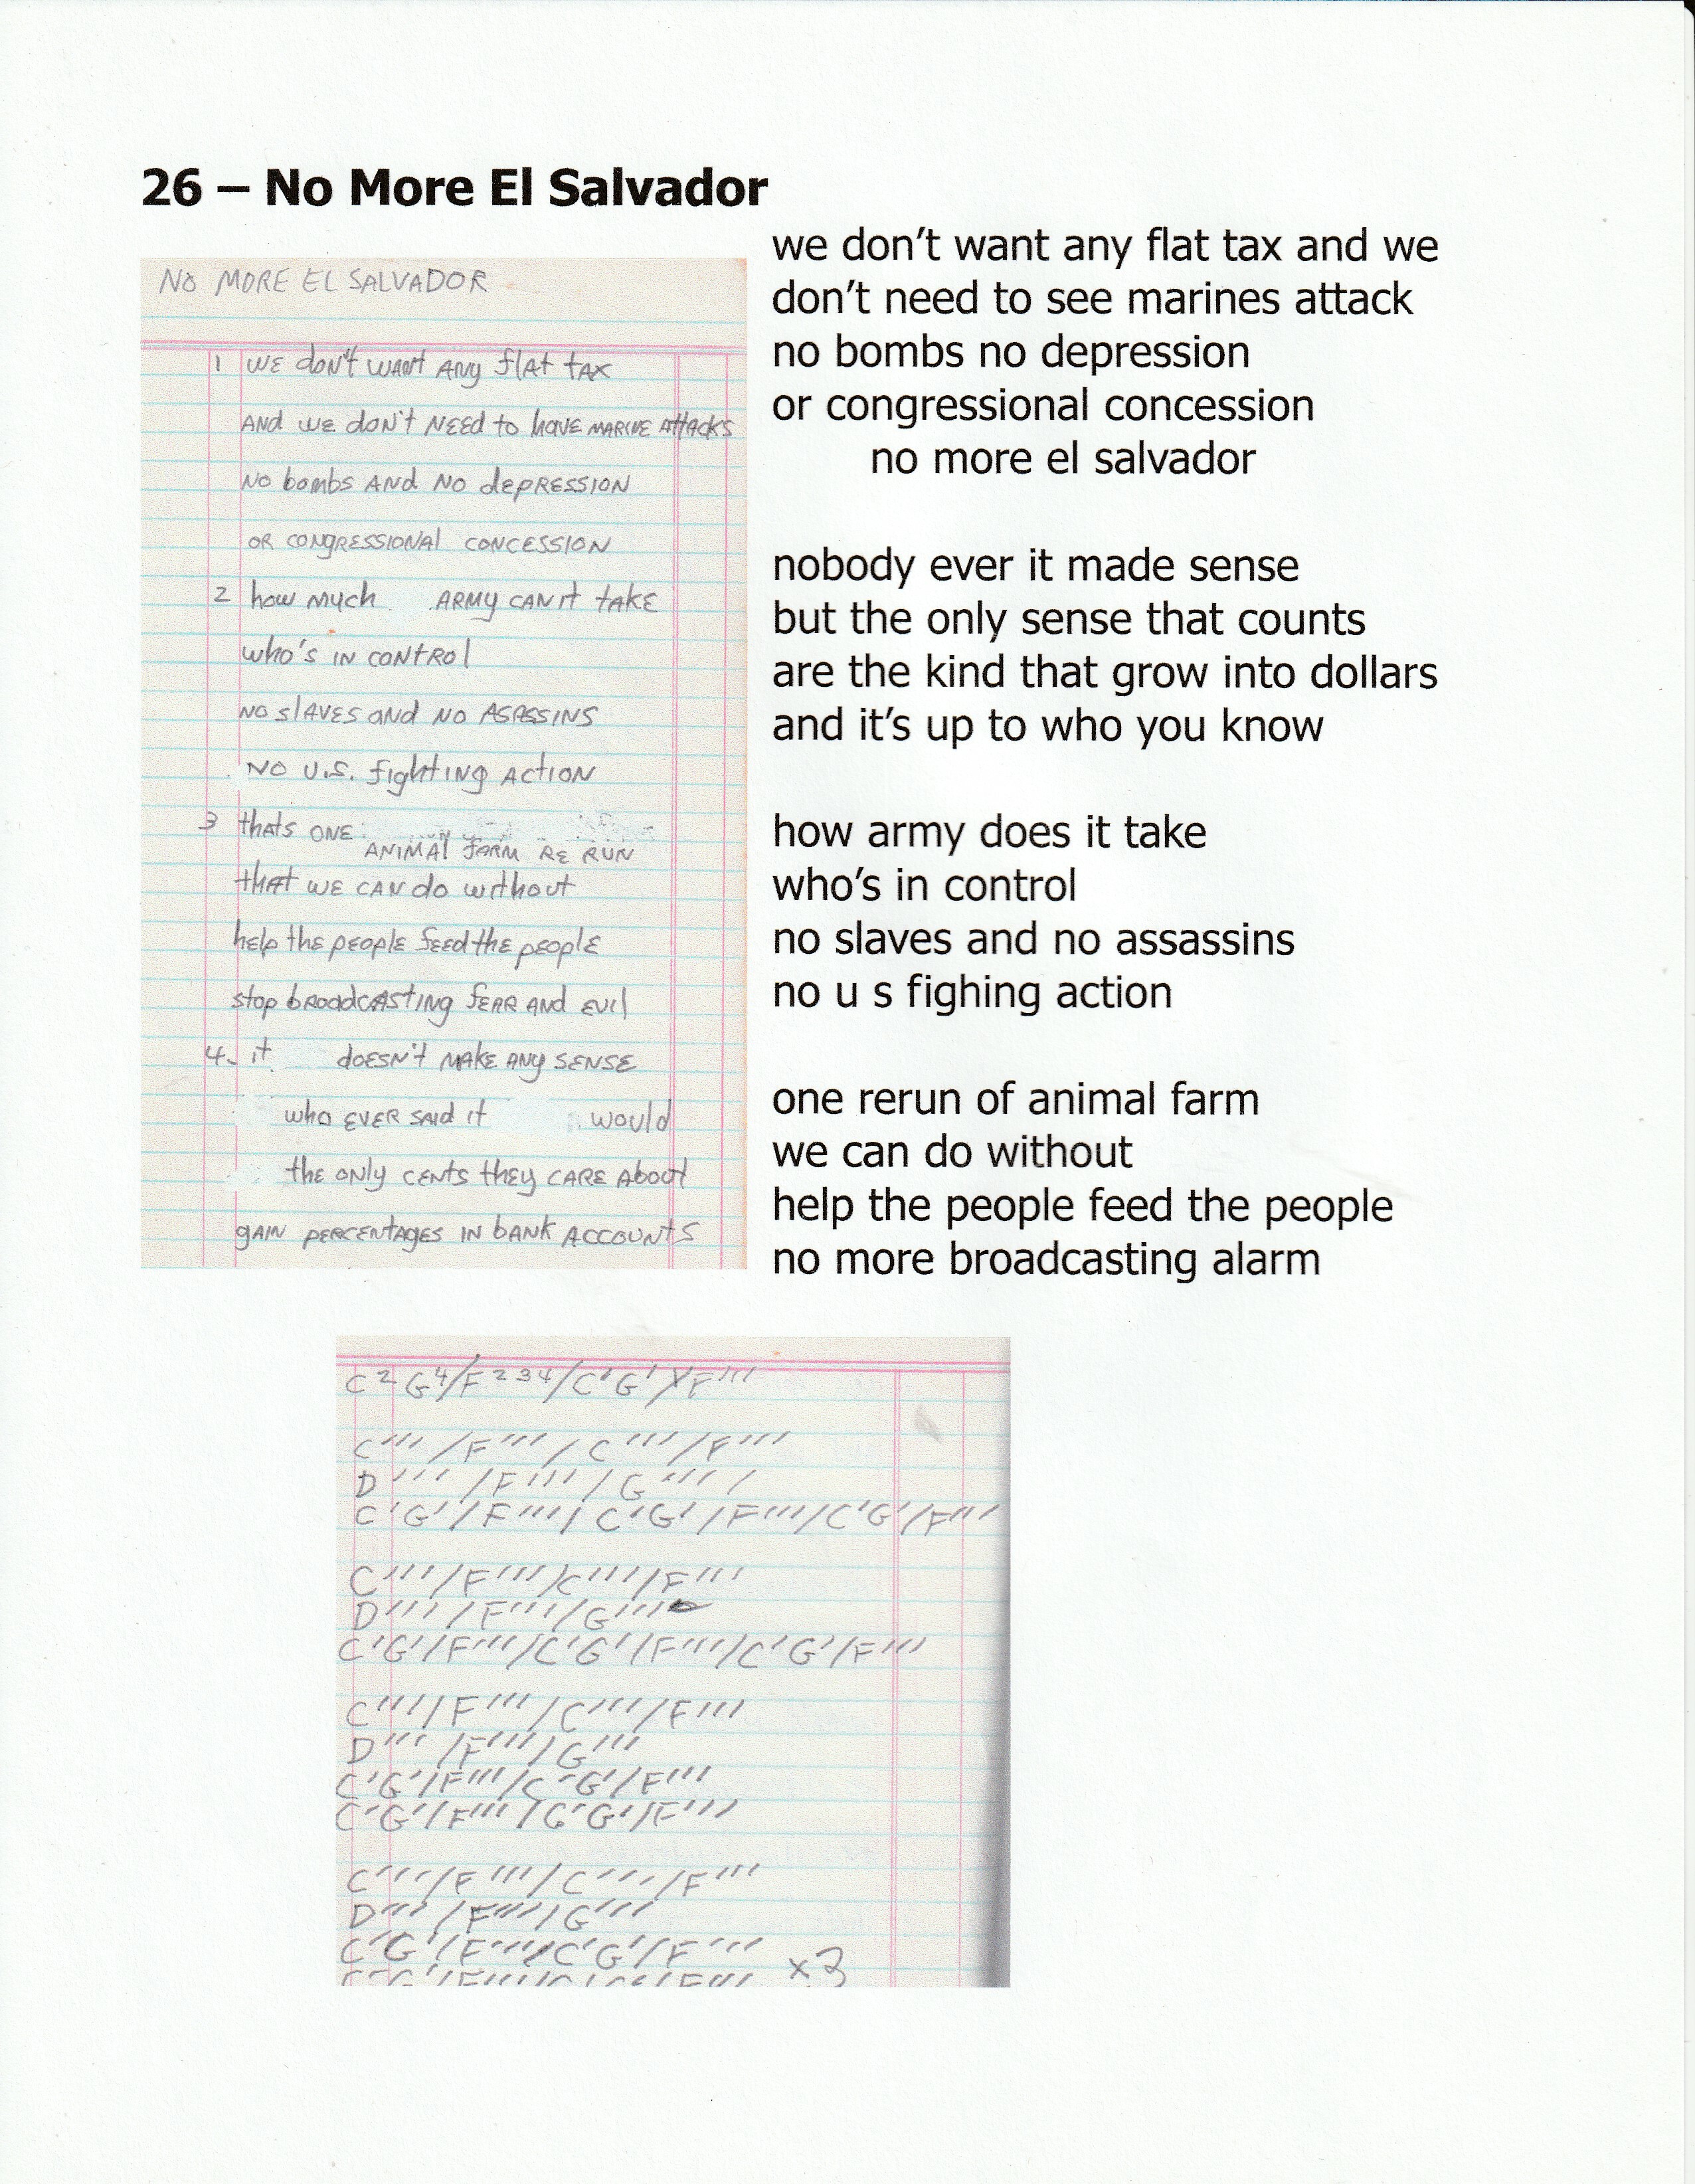 26 – No More El Salvador
NO MORE EL SALVADOR
1 WE don't WANT ANY flAt tAX
AND WE don't NEEd to hAVE MARINE AttACKS
NO bombs AND NO dEPRESSION
OR CONGRESSIONAl CONCESSION
2 how much ARMY CAN it tAKE
who's IN CONtROl
NO slAVES and NO ASASSINS
NO U.S. fightING ACtION
3 thAts ONE
ANIMAl fARM RE RUN
thAt WE CAN do without
help thE PEOPlE fEEd thE pEoplE
stop broadcAsting fEAR AND EVIl
4. it doESN't MAKE ANY SENSE
who EVER SAId it would
thE ONly CENts thEy CARE About
GAIN PERCENtAgES IN bANK ACCOUNtS
we don’t want any flat tax and we
don’t need to see marines attack
no bombs no depression
or congressional concession
no more el salvador
nobody ever it made sense
but the only sense that counts
are the kind that grow into dollars
and it’s up to who you know
how army does it take
who’s in control
no slaves and no assassins
no u s fighing action
one rerun of animal farm
we can do without
help the people feed the people
no more broadcasting alarm
C² G⁴/F²³⁴/C'G'/F'''
C'''/F'''/C'''/F'''
D'''/F'''/G'''/
C'G'/F'''/C'G'/F'''/C'G'/F'''
C'''/F'''/C'''/F'''
D'''/F'''/G'''
C'G'/F'''/C'G'/F'''/C'G'/F'''
C'''/F'''/C'''/F'''
D'''/F'''/G'''
C'G'/F'''/C'G'/F'''
C'G'/F'''/C'G'/F'''
C'''/F'''/C'''/F'''
D'''/F'''/G'''
C'G'/F'''/C'G'/F'''
x3